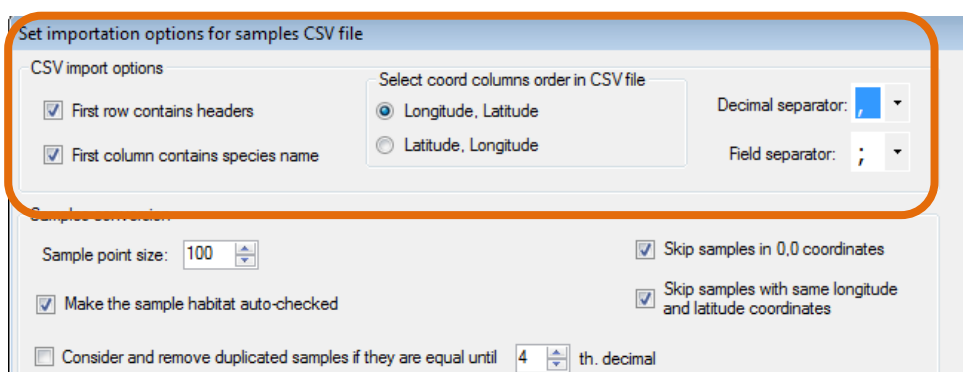 Set importation options for samples CSV file
CSV import options
First row contains headers
First column contains species name
Select coord columns order in CSV file
Longitude, Latitude
Latitude, Longitude
Decimal separator: ,
Field separator: ;
Samples conversion
Sample point size: 100
Make the sample habitat auto-checked
Skip samples in 0,0 coordinates
Skip samples with same longitude
and latitude coordinates
Consider and remove duplicated samples if they are equal until 4 th. decimal